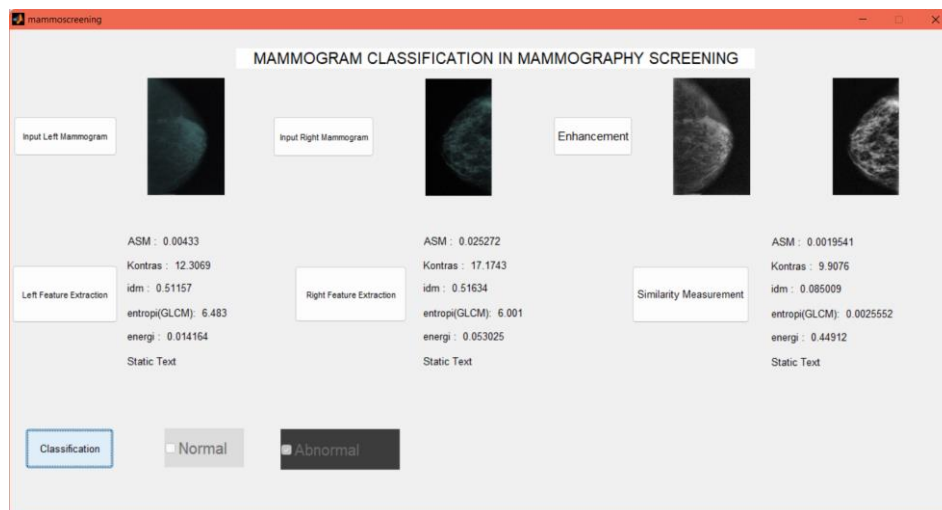 mammoscreening
MAMMOGRAM CLASSIFICATION IN MAMMOGRAPHY SCREENING
Input Left Mammogram
Input Right Mammogram
Enhancement
Left Feature Extraction
ASM : 0.00433
Kontras : 12.3069
idm : 0.51157
entropi(GLCM): 6.483
energi : 0.014164
Static Text
Right Feature Extraction
ASM : 0.025272
Kontras : 17.1743
idm : 0.51634
entropi(GLCM): 6.001
energi : 0.053025
Static Text
Similarity Measurement
ASM : 0.0019541
Kontras : 9.9076
idm : 0.085009
entropi(GLCM): 0.0025552
energi : 0.44912
Static Text
Classification
Normal
Abnormal